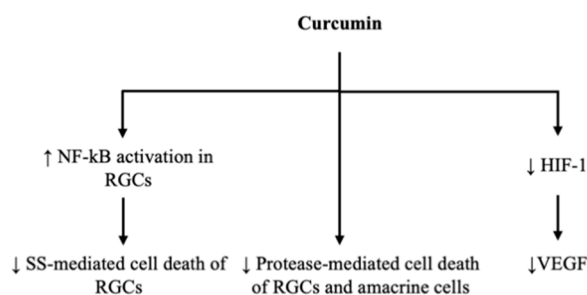 Curcumin
↑ NF-kB activation in
RGCs
↓ HIF-1
↓ SS-mediated cell death of
RGCs
↓ Protease-mediated cell death
of RGCs and amacrine cells
↓VEGF